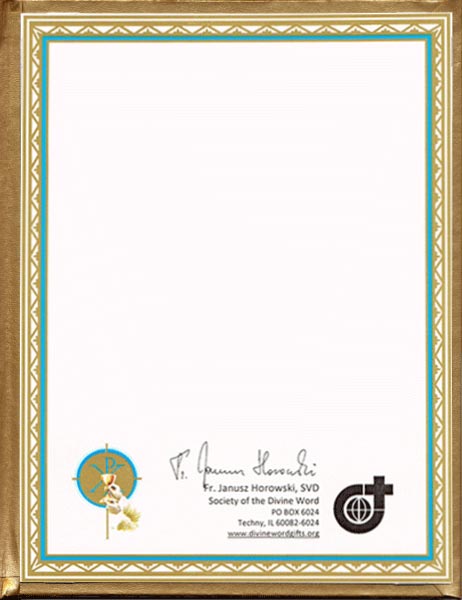 Fr. Janusz Horowski
Fr. Janusz Horowski, SVD
Society of the Divine Word
PO BOX 6024
Techny, IL 60082-6024
www.divinewordgifts.org